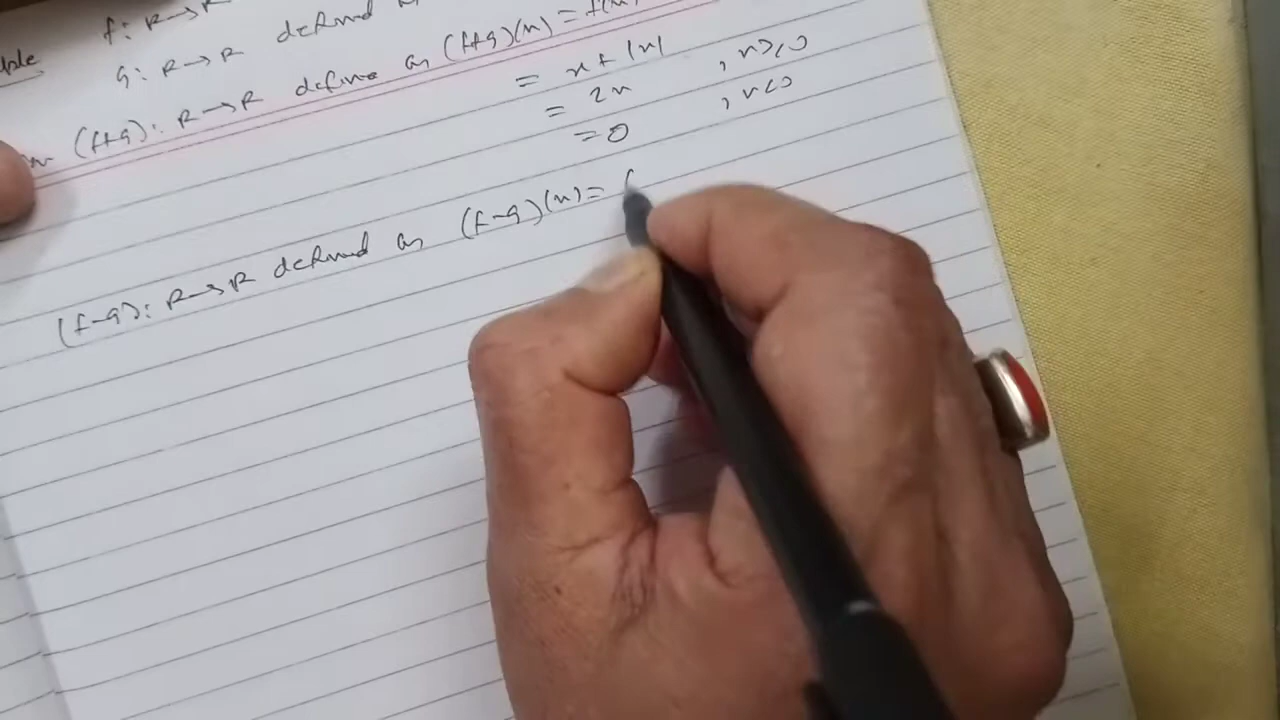 f: R→R
g: R→R defined
(f+g): R→R define as (f+g)(x) = f(x)
= x + |x|
= 2x , x≥0
= 0 , x<0
(f-g): R→R defined as (f-g)(x) =